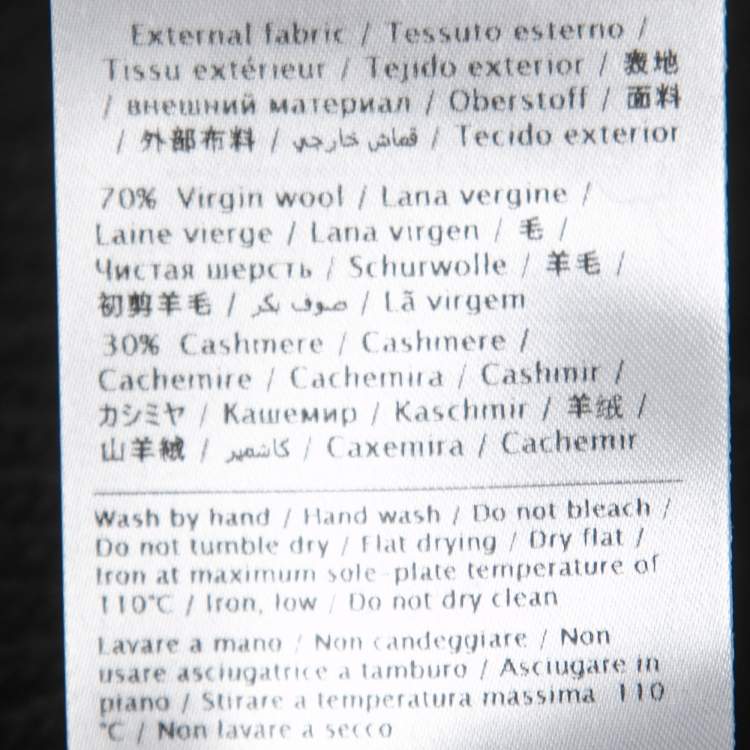 External fabric / Tessuto esterno /
Tissu extérieur / Tejido exterior / 表地
/ внешний материал / Oberstoff / 面料
/ 外部布料 / قماش خارجي / Tecido exterior
70% Virgin wool / Lana vergine /
Laine vierge / Lana virgen / 毛 /
Чистая шерсть / Schurwolle / 羊毛 /
初剪羊毛 / صوف بكر / Lã virgem
30% Cashmere / Cashmere /
Cachemire / Cachemira / Cashmir /
カシミヤ / Кашемир / Kaschmir / 羊绒 /
山羊絨 / كاشمير / Caxemira / Cachemir
Wash by hand / Hand wash / Do not bleach /
Do not tumble dry / Flat drying / Dry flat /
Iron at maximum sole-plate temperature of
110°C / Iron, low / Do not dry clean
Lavare a mano / Non candeggiare / Non
usare asciugatrice a tamburo / Asciugare in
piano / Stirare a temperatura massima 110
°C / Non lavare a secco